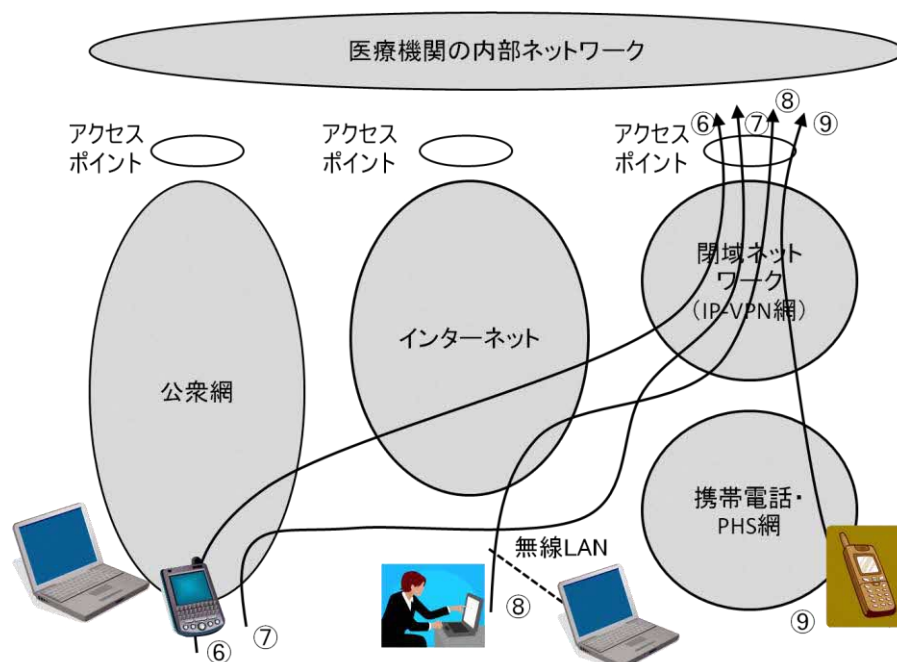 医療機関の内部ネットワーク
アクセス
ポイント
アクセス
ポイント
アクセス
ポイント
⑥
⑦
⑧
⑨
閉域ネット
ワーク
（IP-VPN網）
インターネット
公衆網
携帯電話・
PHS網
無線LAN
⑥
⑦
⑧
⑨